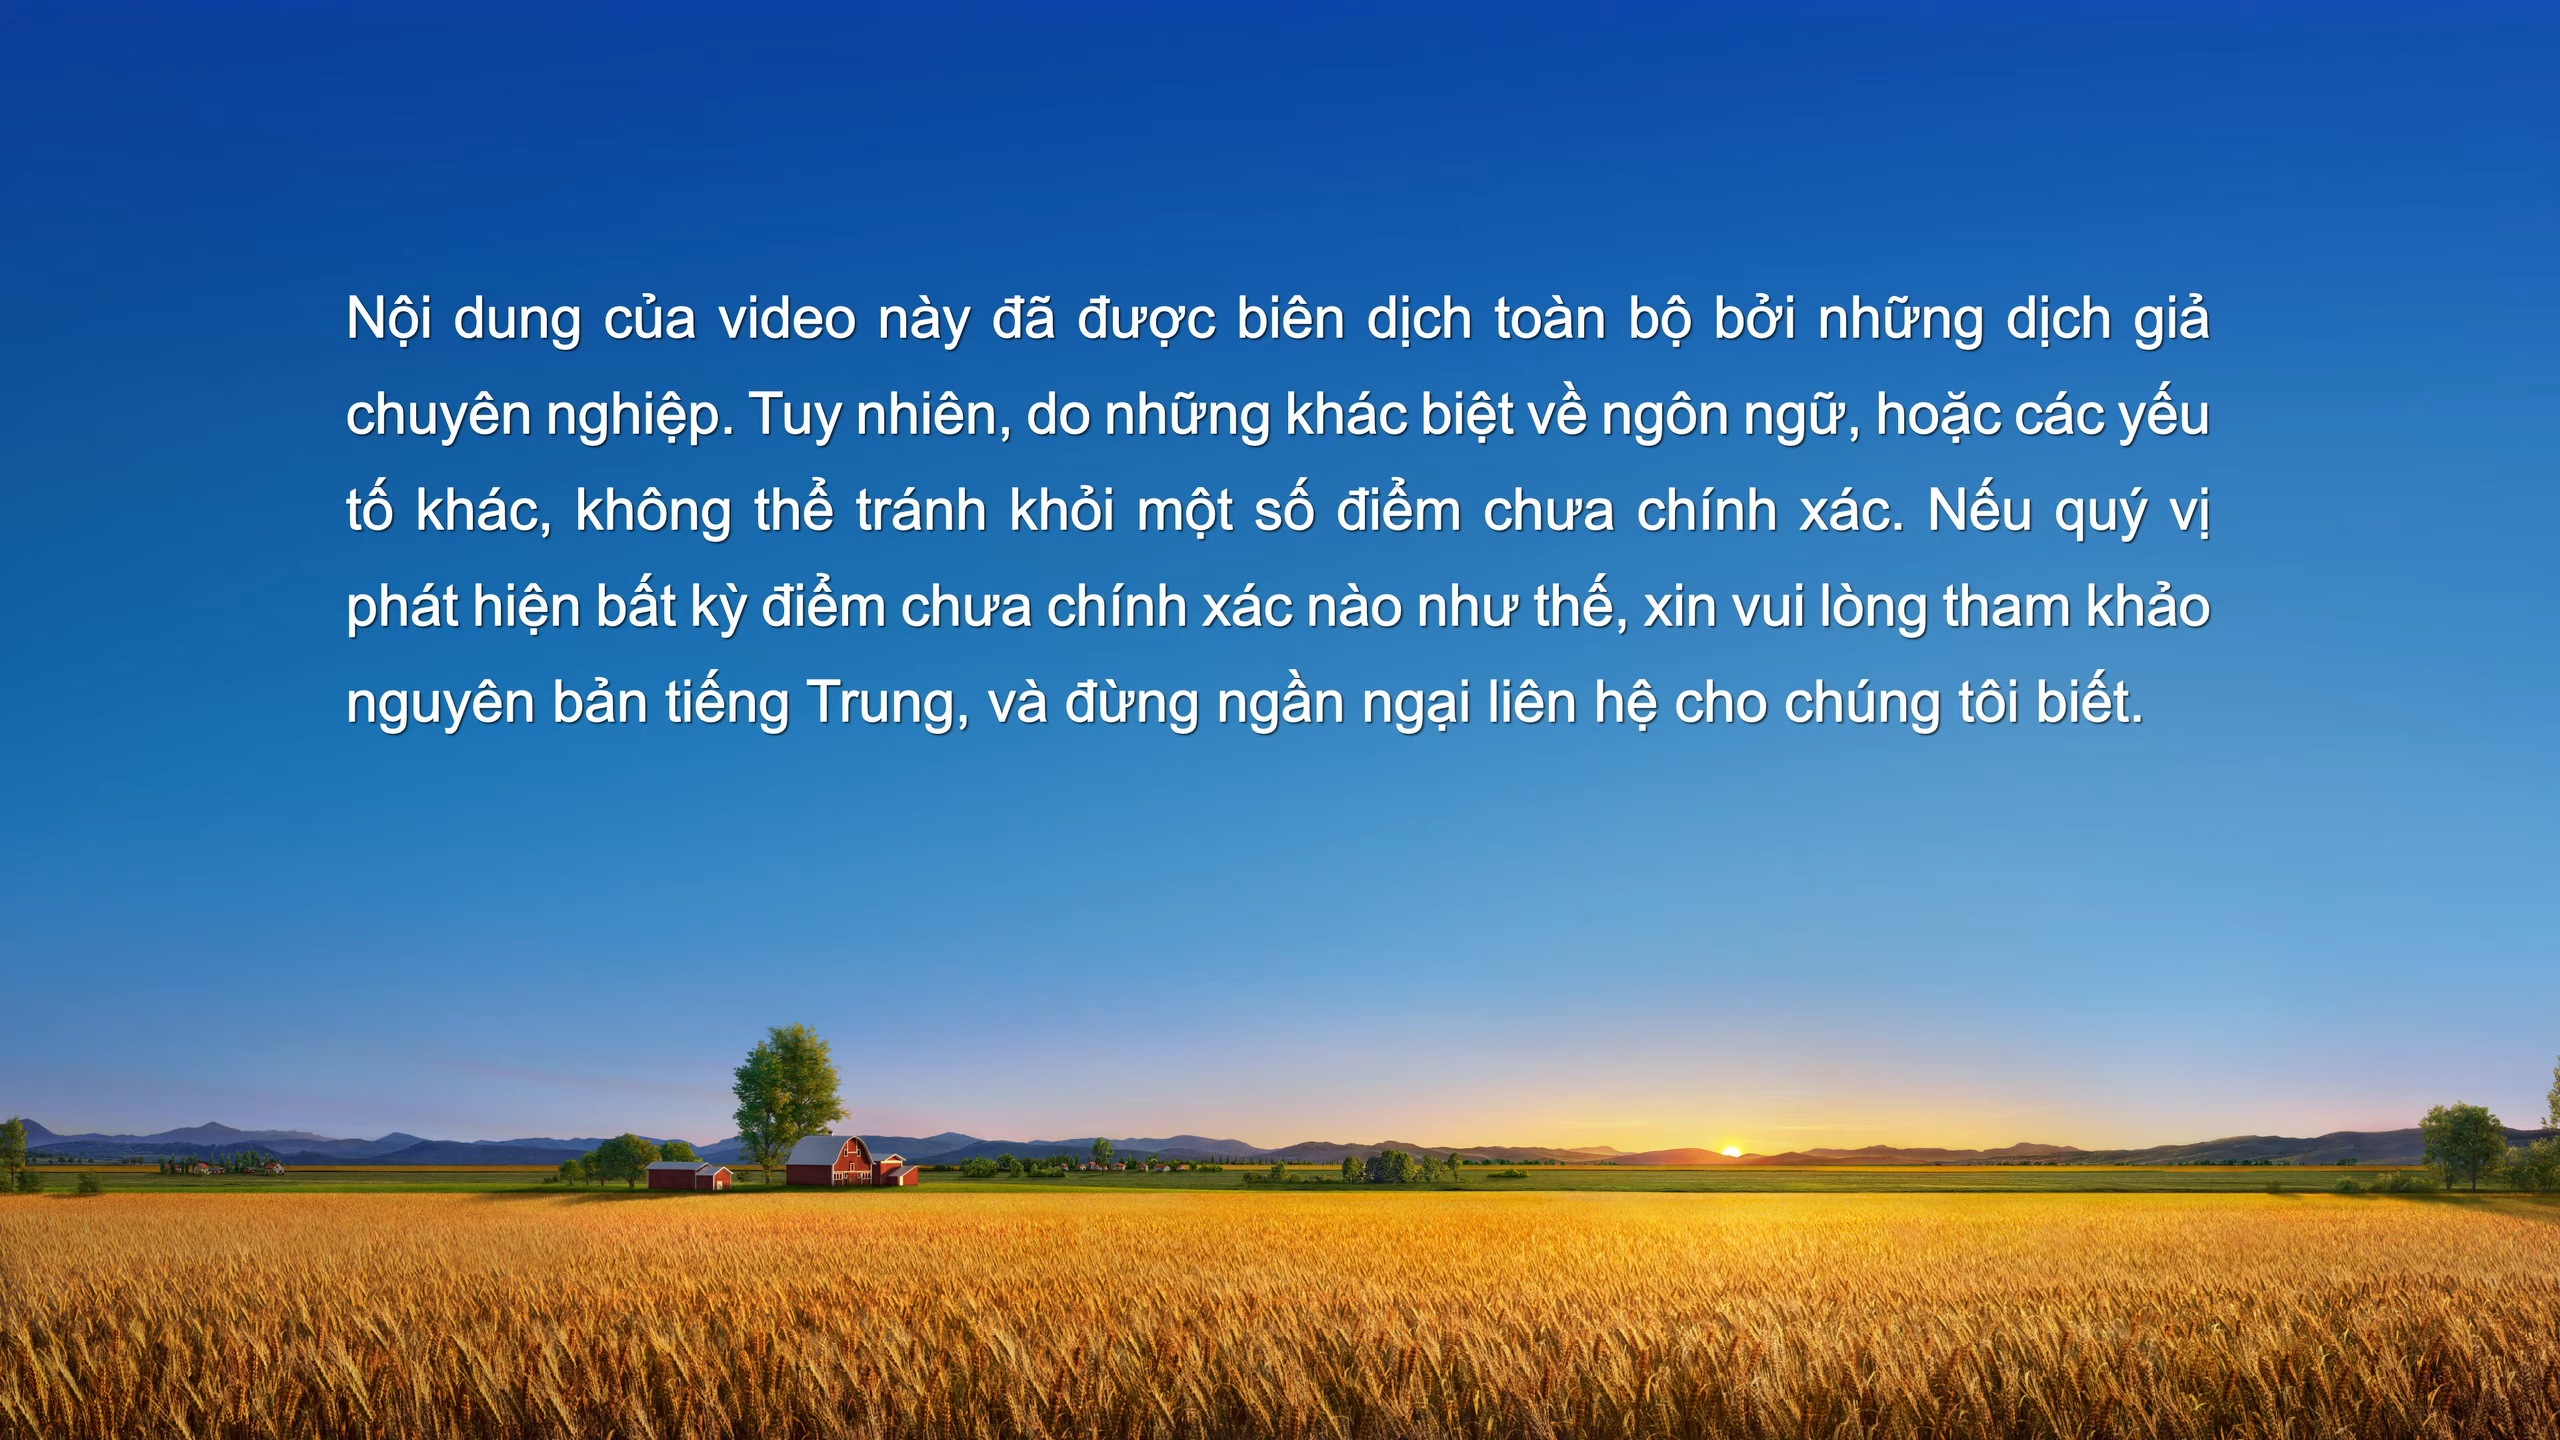 Nội dung của video này đã được biên dịch toàn bộ bởi những dịch giả
chuyên nghiệp. Tuy nhiên, do những khác biệt về ngôn ngữ, hoặc các yếu
tố khác, không thể tránh khỏi một số điểm chưa chính xác. Nếu quý vị
phát hiện bất kỳ điểm chưa chính xác nào như thế, xin vui lòng tham khảo
nguyên bản tiếng Trung, và đừng ngần ngại liên hệ cho chúng tôi biết.